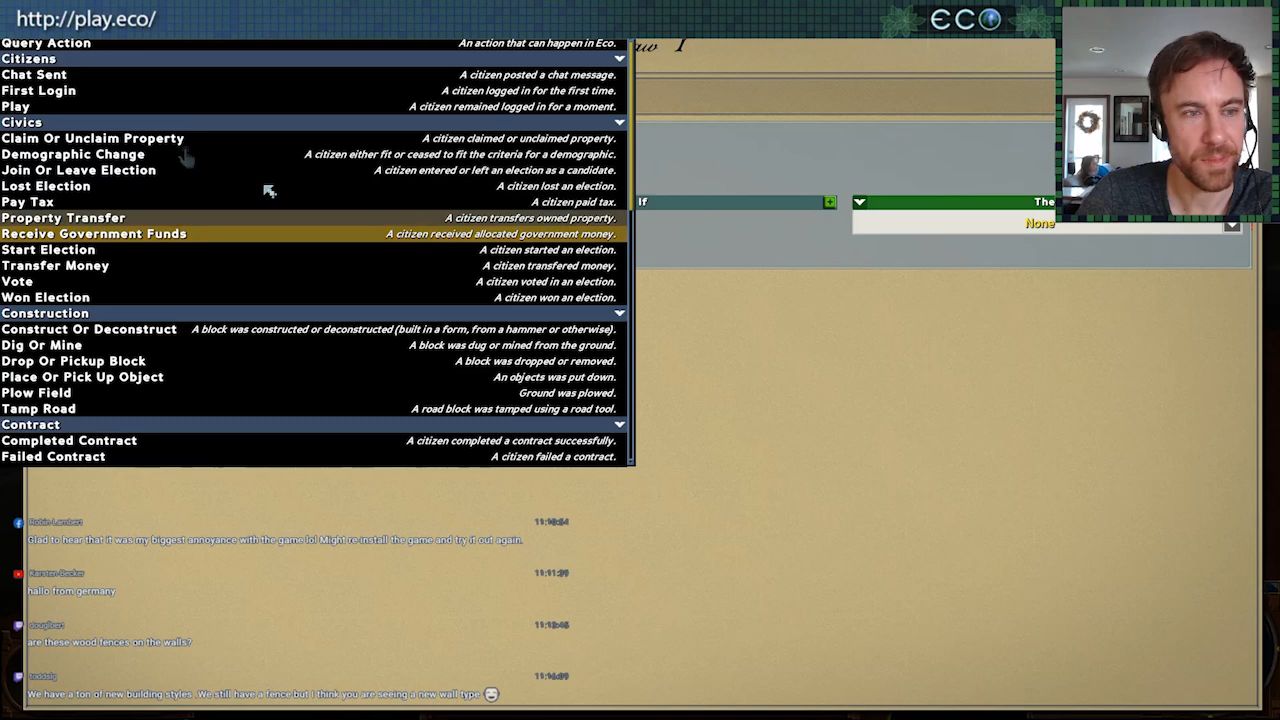 http://play.eco/
ECO
Query Action An action that can happen in Eco.
Citizens
Chat Sent A citizen posted a chat message.
First Login A citizen logged in for the first time.
Play A citizen remained logged in for a moment.
Civics
Claim Or Unclaim Property A citizen claimed or unclaimed property.
Demographic Change A citizen either fit or ceased to fit the criteria for a demographic.
Join Or Leave Election A citizen entered or left an election as a candidate.
Lost Election A citizen lost an election.
Pay Tax A citizen paid tax.
Property Transfer A citizen transfers owned property.
Receive Government Funds A citizen received allocated government money.
Start Election A citizen started an election.
Transfer Money A citizen transfered money.
Vote A citizen voted in an election.
Won Election A citizen won an election.
Construction
Construct Or Deconstruct A block was constructed or deconstructed (built in a form, from a hammer or otherwise).
Dig Or Mine A block was dug or mined from the ground.
Drop Or Pickup Block A block was dropped or removed.
Place Or Pick Up Object An objects was put down.
Plow Field Ground was plowed.
Tamp Road A road block was tamped using a road tool.
Contract
Completed Contract A citizen completed a contract successfully.
Failed Contract A citizen failed a contract.
aw 1
If
The
None
Robin Lambert
Glad to hear that it was my biggest annoyance with the game lol Might re-install the game and try it out again.
Karsten Becker
hallo from germany
are these wood fences on the walls?
We have a ton of new building styles. We still have a fence but I think you are seeing a new wall type